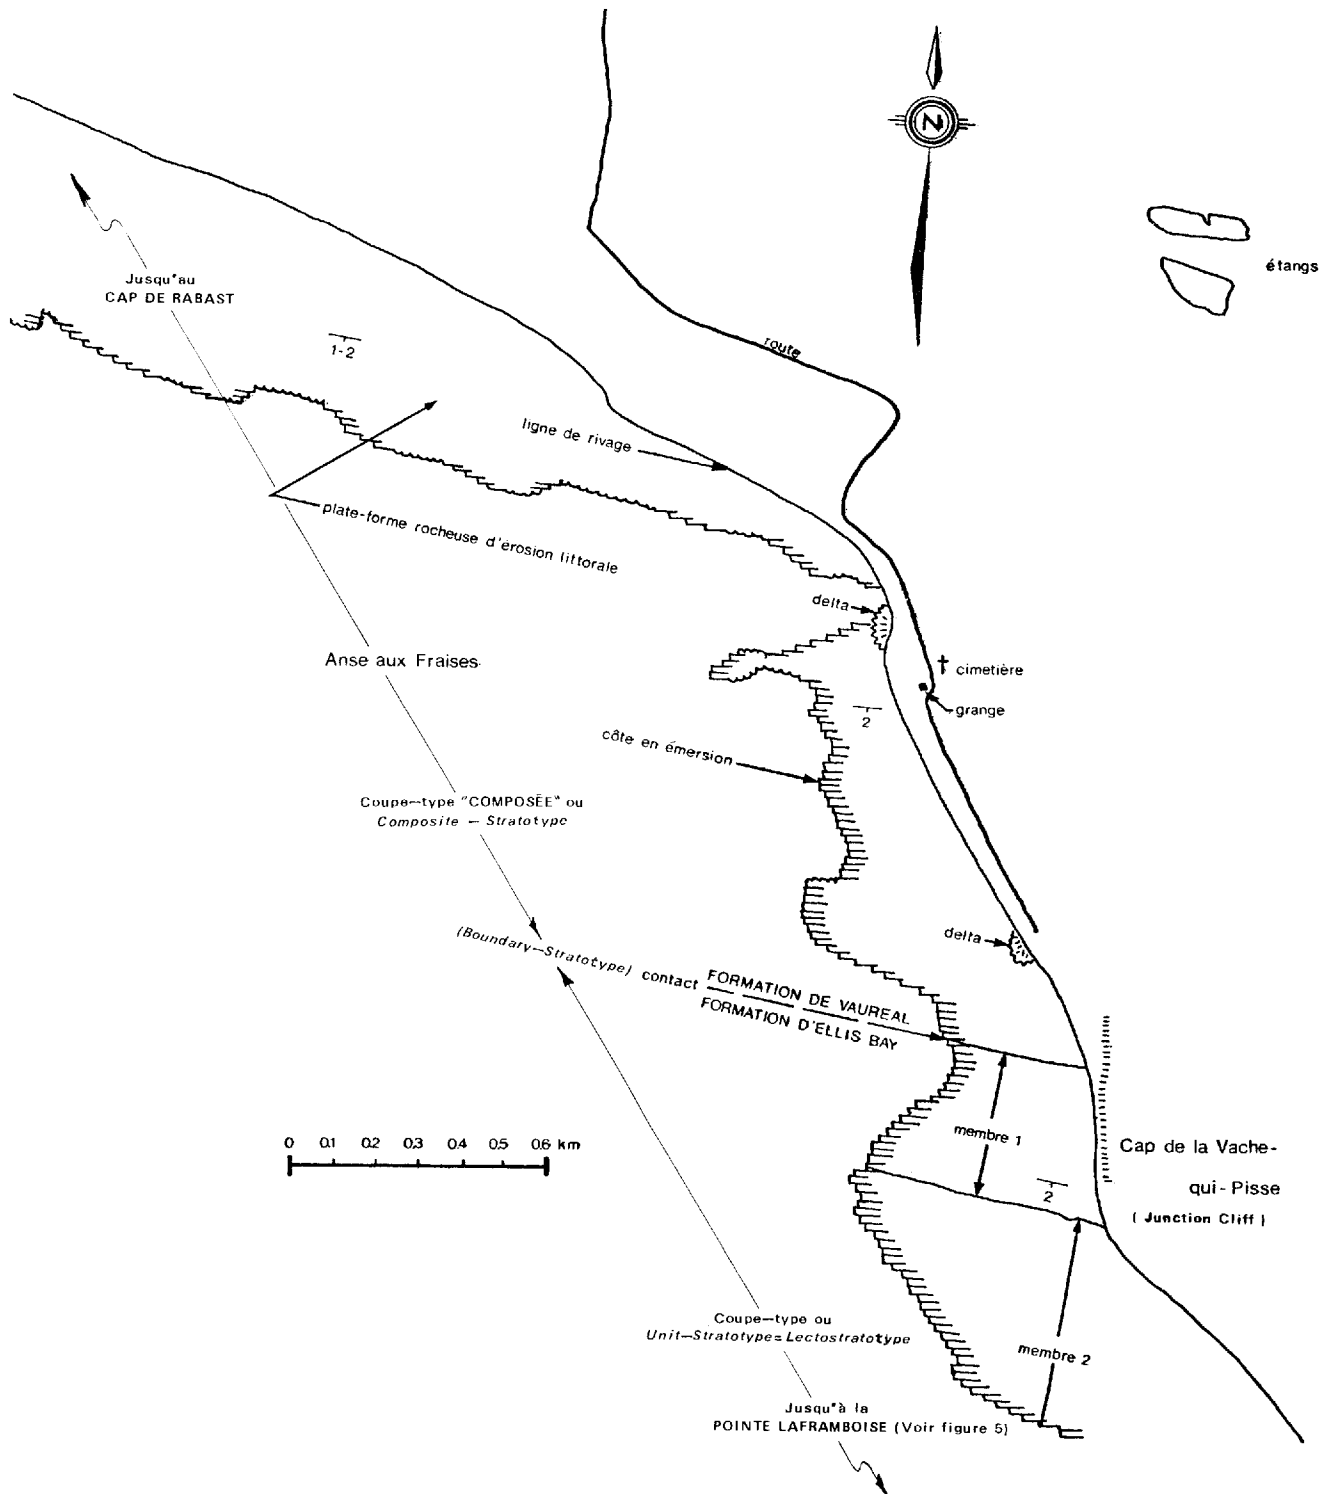 N
étangs
Jusqu'au
CAP DE RABAST
1-2
route
ligne de rivage
plate-forme rocheuse d'érosion littorale
delta
Anse aux Fraises
† cimetière
2
grange
côte en émersion
Coupe-type "COMPOSÉE" ou
Composite - Stratotype
(Boundary-Stratotype) contact
FORMATION DE VAUREAL
FORMATION D'ELLIS BAY
delta
0 0.1 0.2 0.3 0.4 0.5 0.6 km
membre 1
Cap de la Vache-
qui-Pisse
(Junction Cliff)
2
Coupe-type ou
Unit-Stratotype=Lectostratotype
membre 2
Jusqu'à la
POINTE LAFRAMBOISE (Voir figure 5)